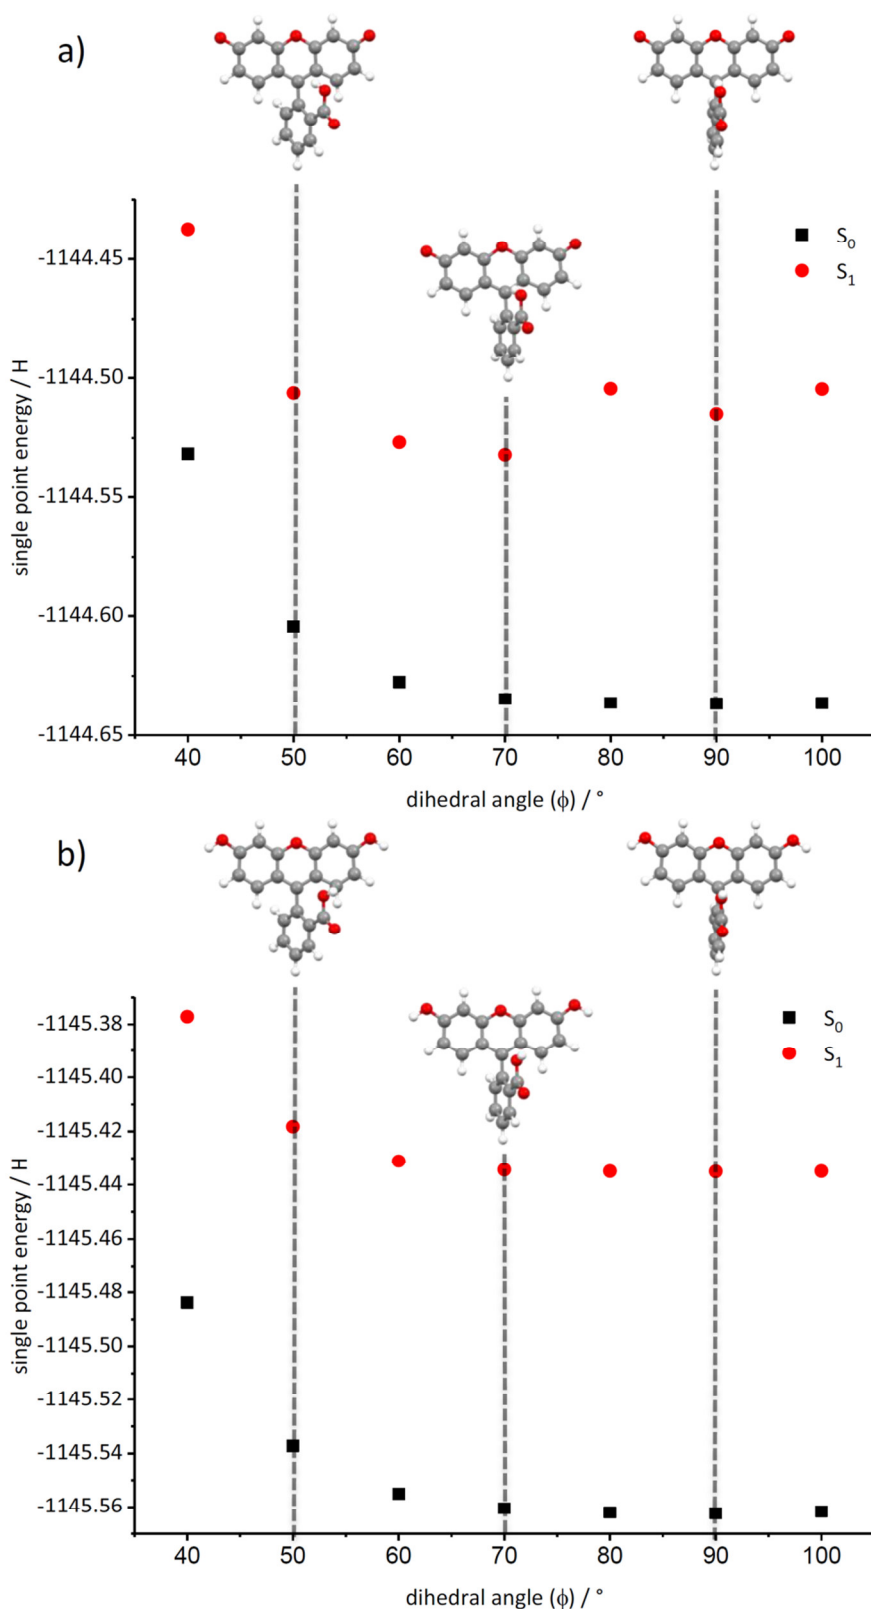 a)
S₀
S₁
-1144.45
-1144.50
-1144.55
-1144.60
-1144.65
single point energy / H
40 50 60 70 80 90 100
dihedral angle (ϕ) / °
b)
S₀
S₁
-1145.38
-1145.40
-1145.42
-1145.44
-1145.46
-1145.48
-1145.50
-1145.52
-1145.54
-1145.56
single point energy / H
40 50 60 70 80 90 100
dihedral angle (ϕ) / °